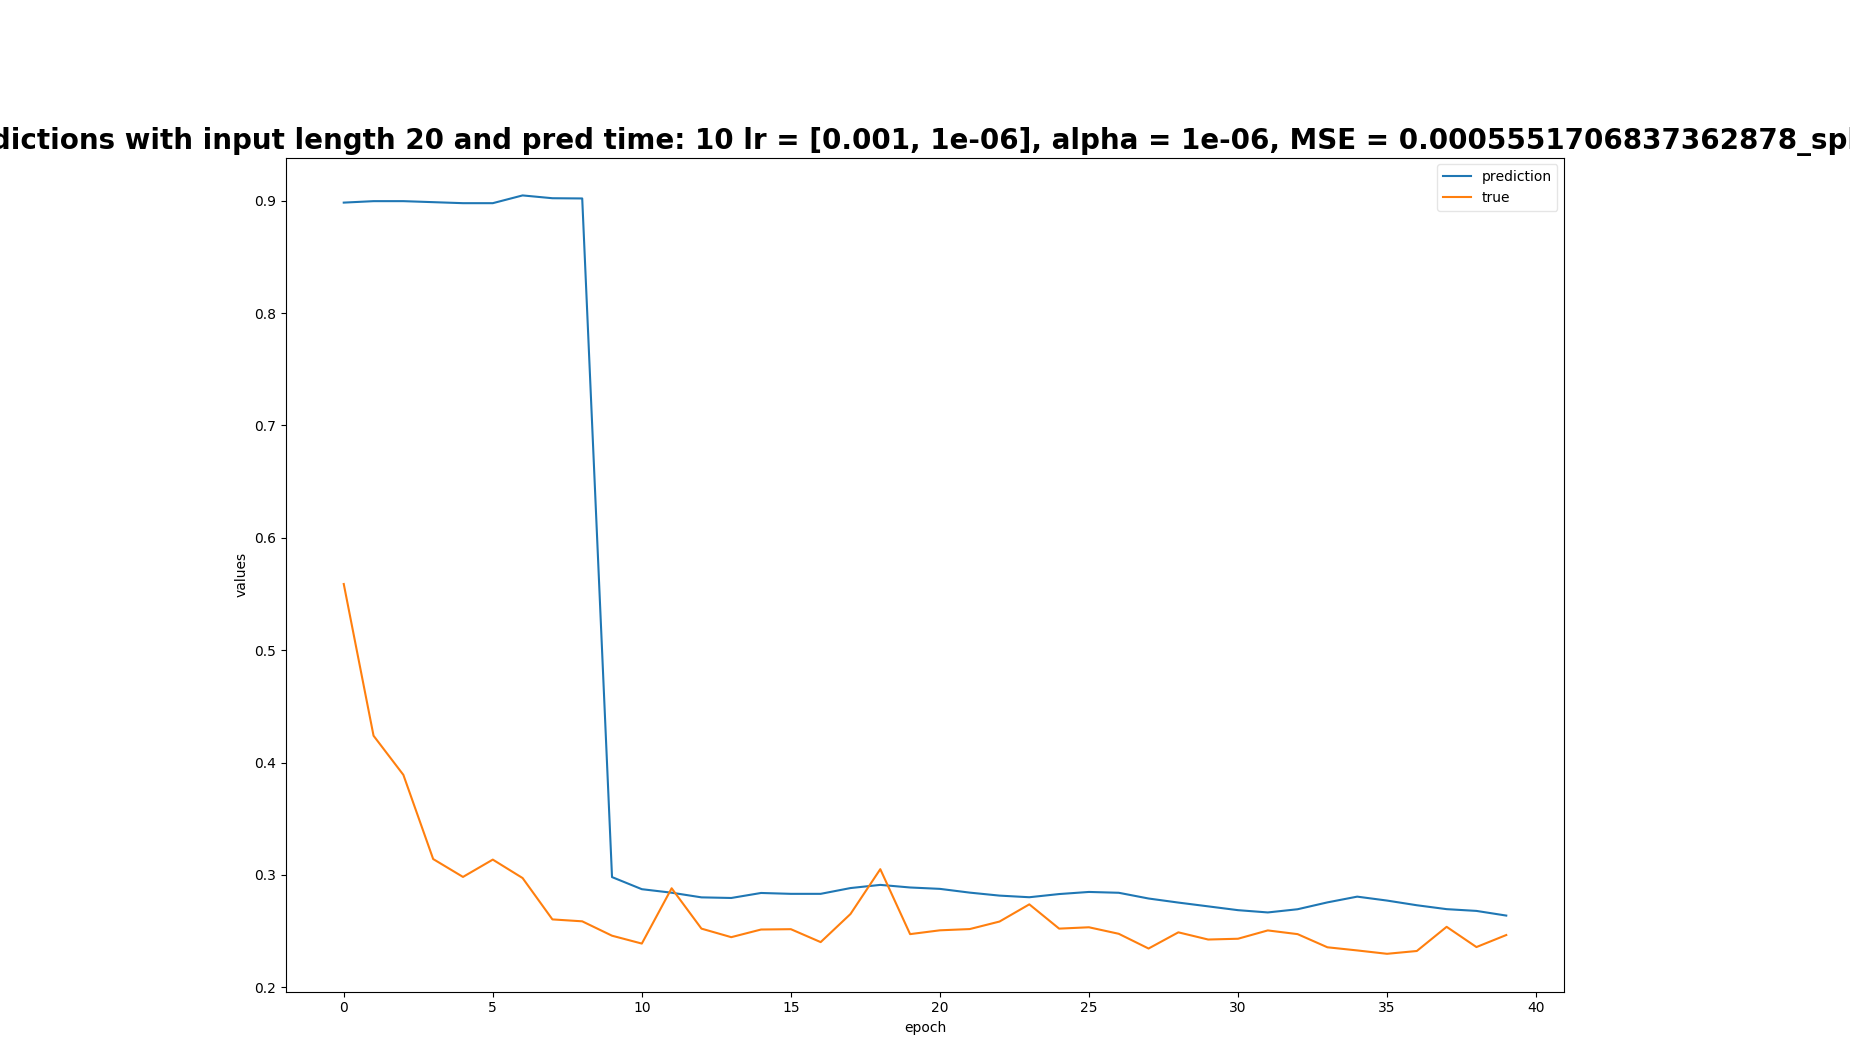 dictions with input length 20 and pred time: 10 lr = [0.001, 1e-06], alpha = 1e-06, MSE = 0.0005551706837362878_spl
prediction
true
0.9
0.8
0.7
0.6
0.5
0.4
0.3
0.2
values
0 5 10 15 20 25 30 35 40
epoch